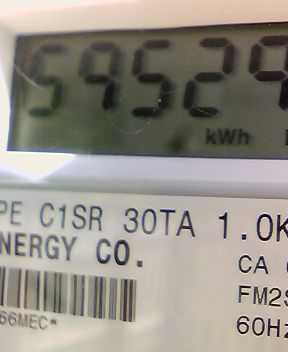 59529
kWh
PE C1SR 30TA 1.0K
NERGY CO.
CA
FM2S
66MEC*
60Hz